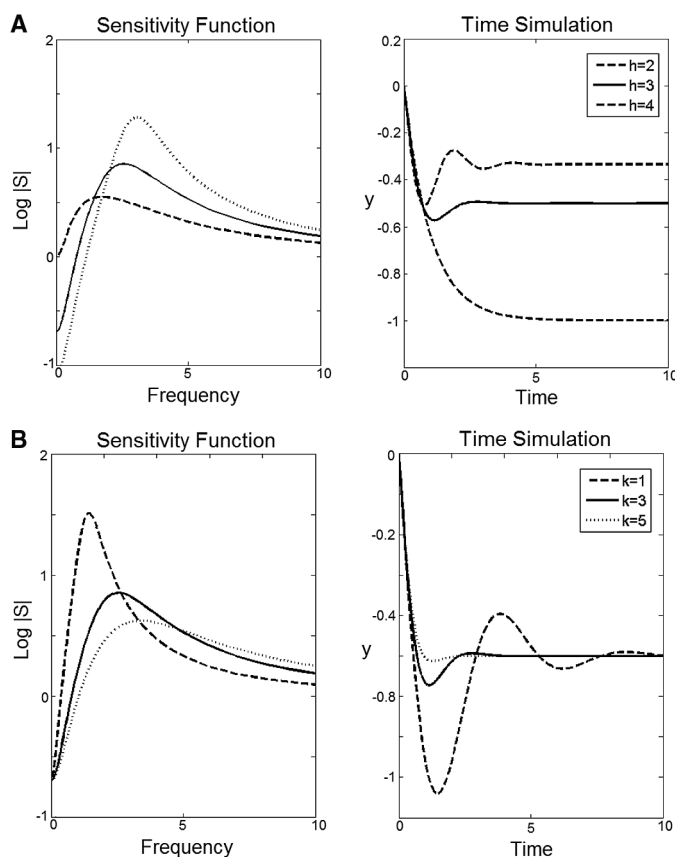 A
Sensitivity Function
Time Simulation
2
1
0
-1
0
5
10
Log |S|
Frequency
0.2
0
-0.2
-0.4
-0.6
-0.8
-1
0
5
10
y
Time
h=2
h=3
h=4
B
Sensitivity Function
Time Simulation
2
1
0
-1
0
5
10
Log |S|
Frequency
0
-0.2
-0.4
-0.6
-0.8
-1
0
5
10
y
Time
k=1
k=3
k=5